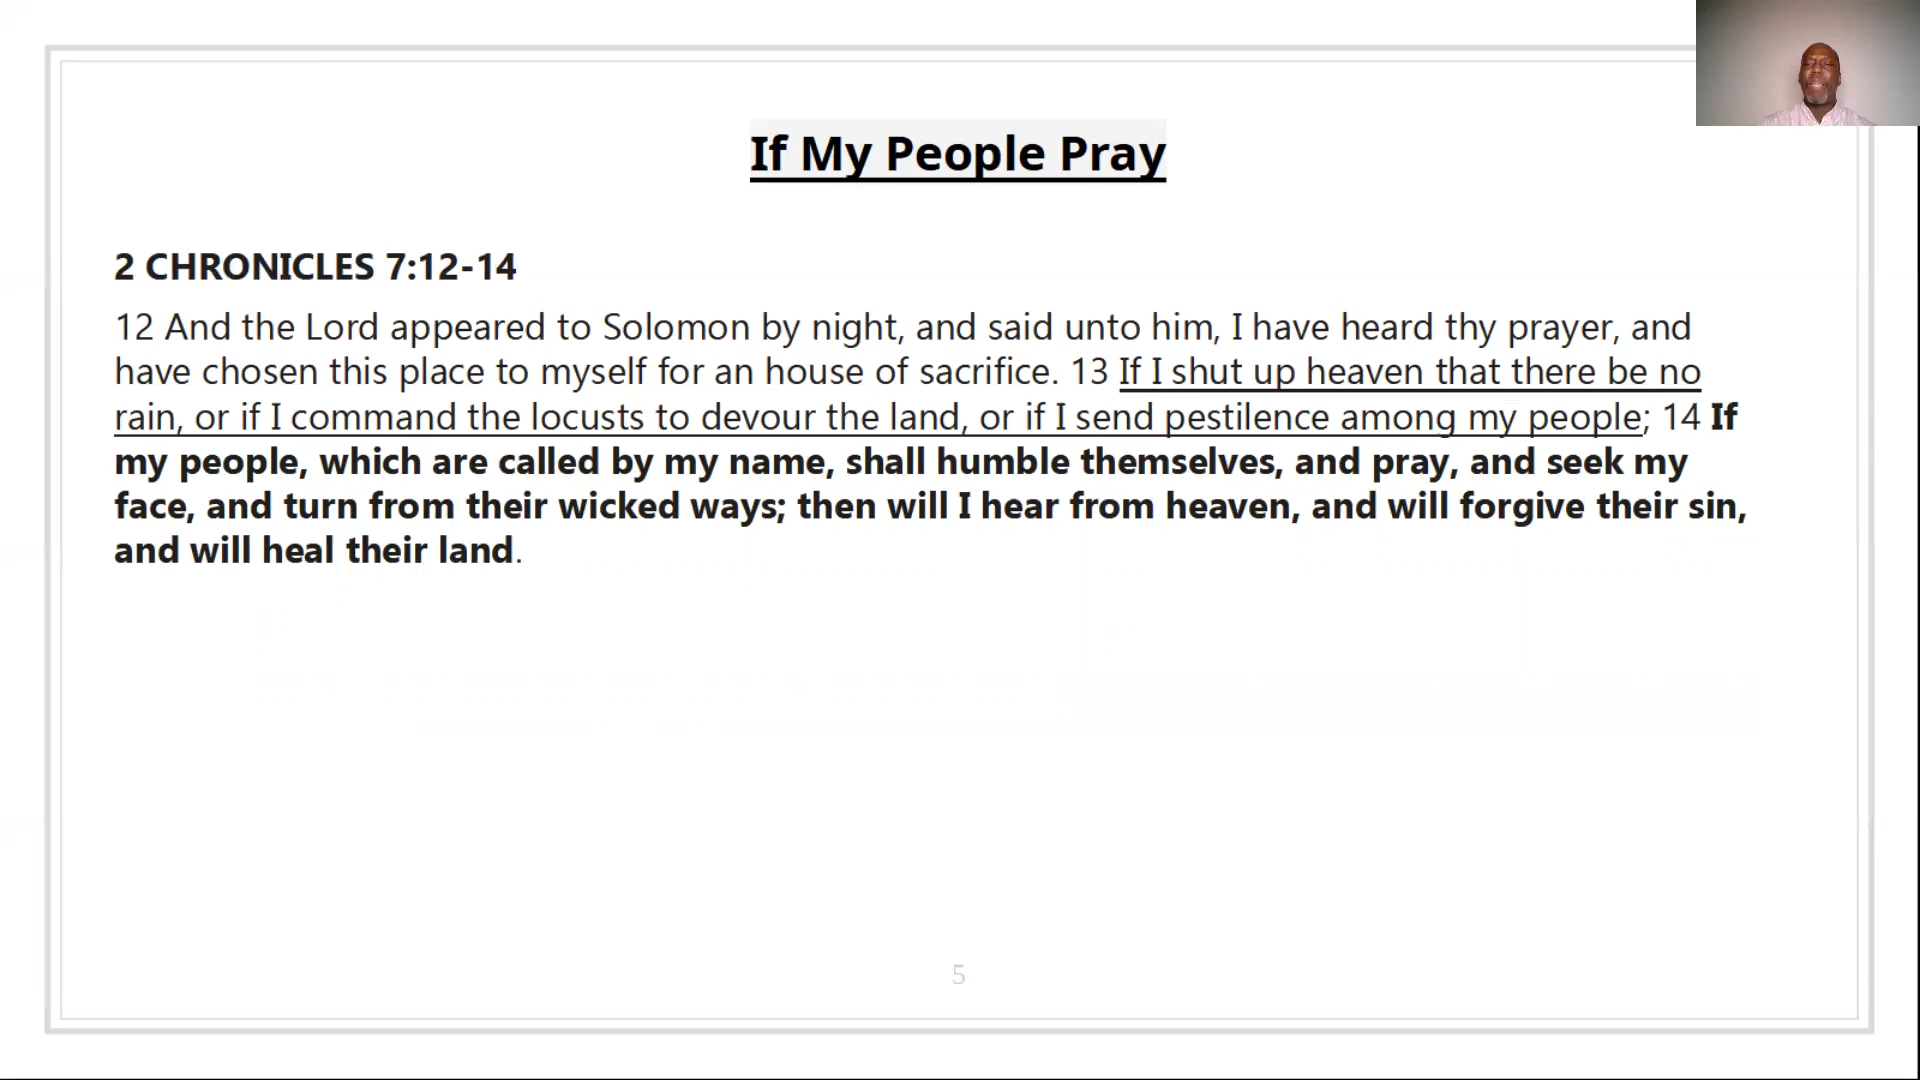 If My People Pray
2 CHRONICLES 7:12-14
12 And the Lord appeared to Solomon by night, and said unto him, I have heard thy prayer, and
have chosen this place to myself for an house of sacrifice. 13 If I shut up heaven that there be no
rain, or if I command the locusts to devour the land, or if I send pestilence among my people; 14 If
my people, which are called by my name, shall humble themselves, and pray, and seek my
face, and turn from their wicked ways; then will I hear from heaven, and will forgive their sin,
and will heal their land.
5